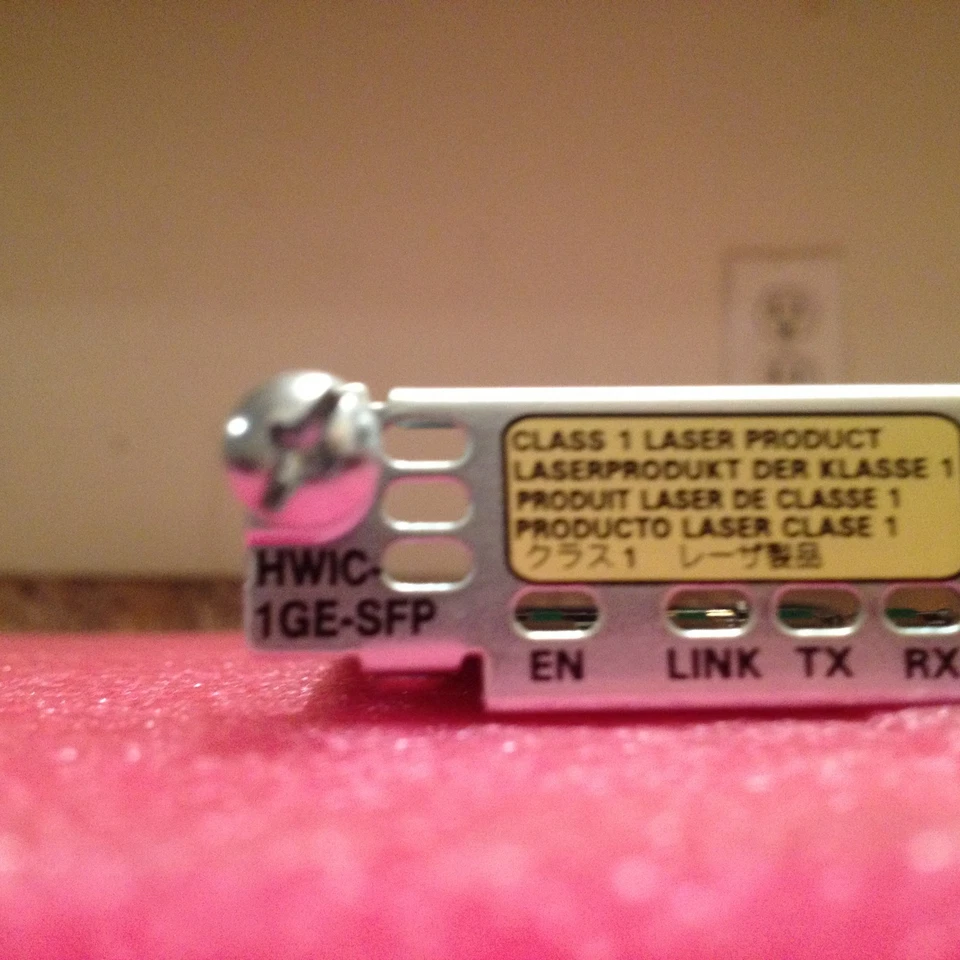 CLASS 1 LASER PRODUCT
LASERPRODUKT DER KLASSE 1
PRODUIT LASER DE CLASSE 1
PRODUCTO LASER CLASE 1
クラス1 レーザ製品
HWIC-
1GE-SFP
EN LINK TX RX